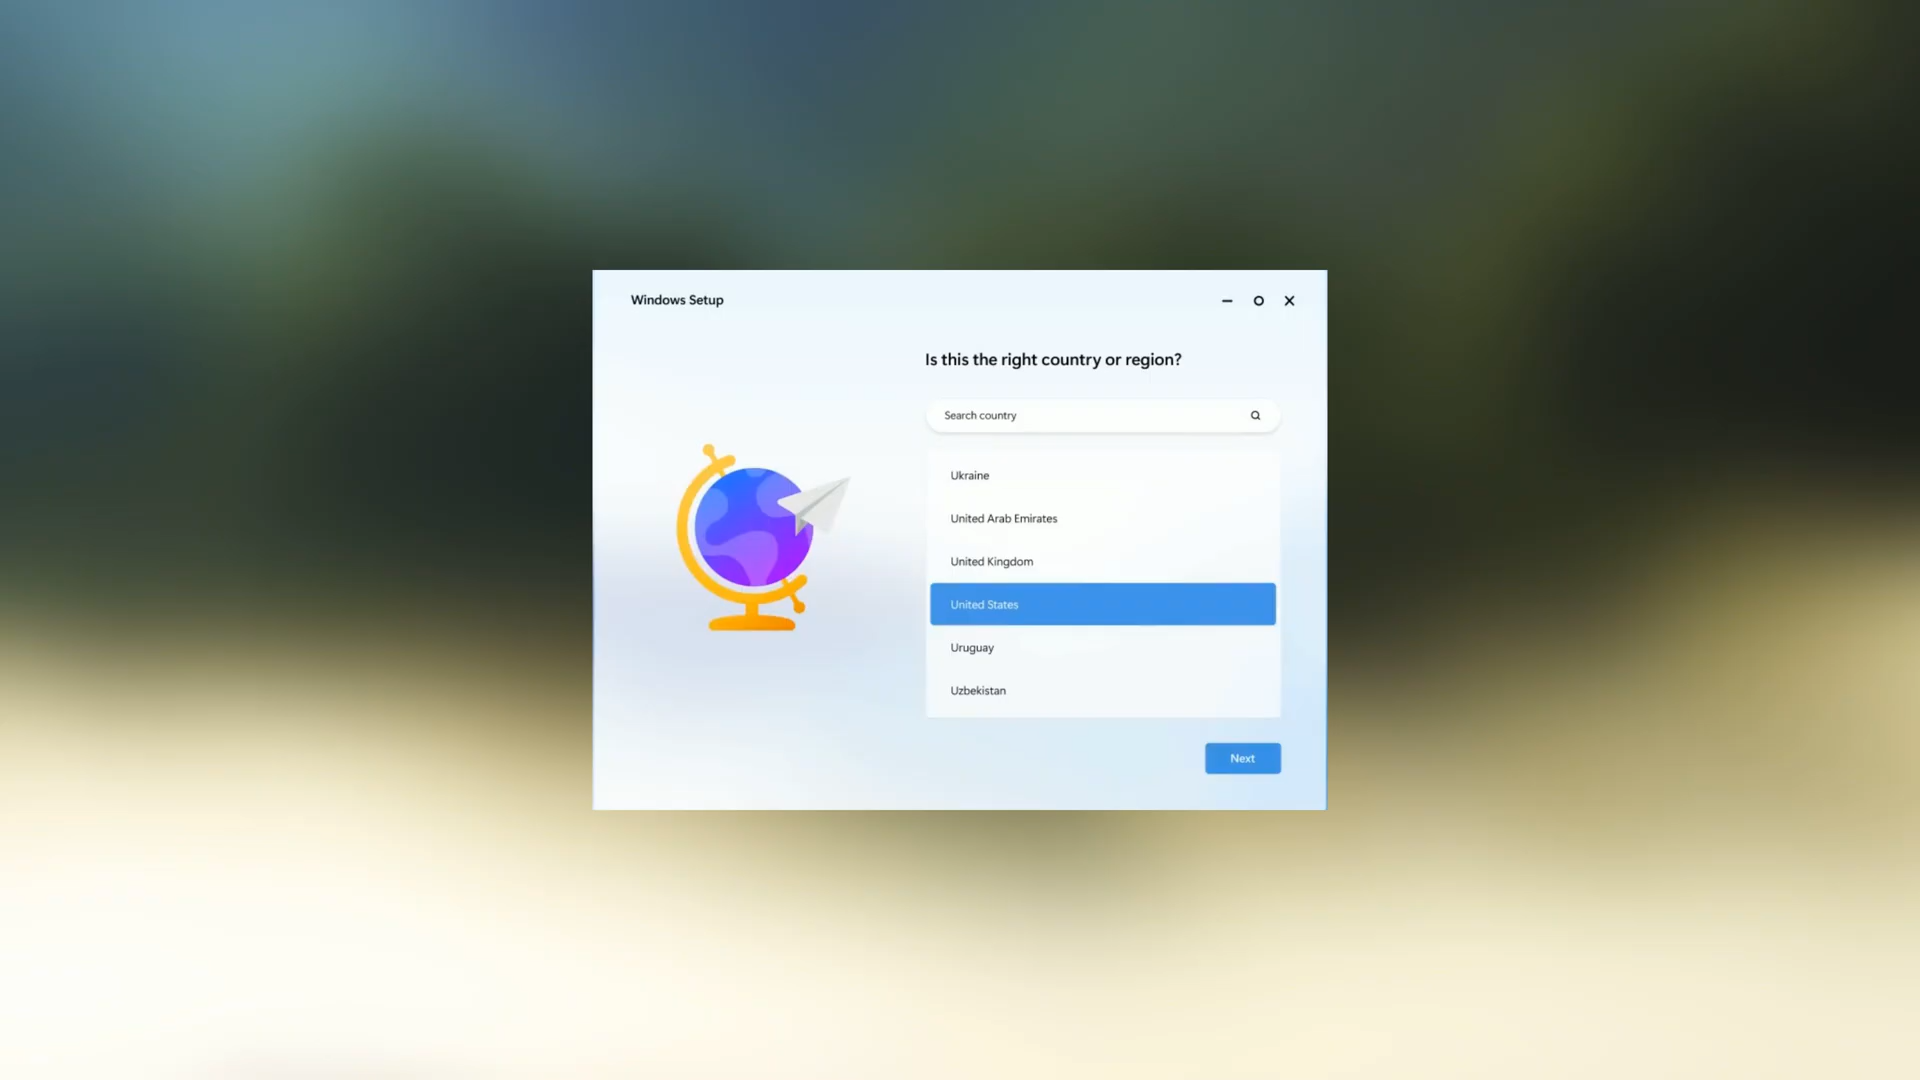 Windows Setup
Is this the right country or region?
Search country
Ukraine
United Arab Emirates
United Kingdom
United States
Uruguay
Uzbekistan
Next